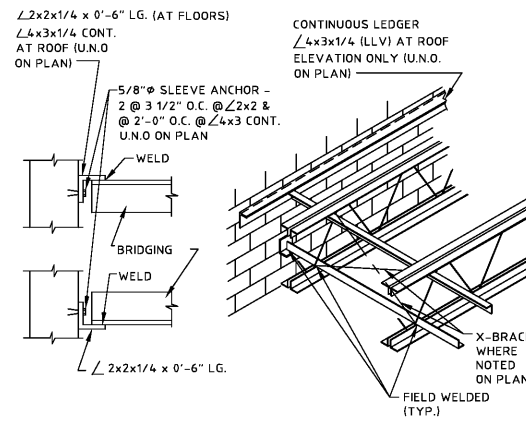 ∠2x2x1/4 x 0'-6" LG. (AT FLOORS)
∠4x3x1/4 CONT.
AT ROOF (U.N.O
ON PLAN)
5/8"ø SLEEVE ANCHOR -
2 @ 3 1/2" O.C. @∠2x2 &
@ 2'-0" O.C. @∠4x3 CONT.
U.N.O ON PLAN
WELD
BRIDGING
WELD
∠ 2x2x1/4 x 0'-6" LG.
CONTINUOUS LEDGER
∠4x3x1/4 (LLV) AT ROOF
ELEVATION ONLY (U.N.O.
ON PLAN)
X-BRAC
WHERE
NOTED
ON PLAN
FIELD WELDED
(TYP.)